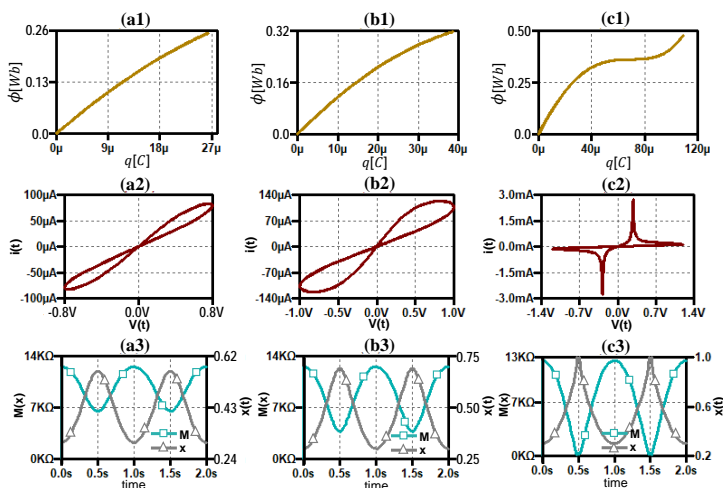 (a1) (b1) (c1)
0.26 0.32 0.50
ϕ[Wb] ϕ[Wb] ϕ[Wb]
0.13 0.16 0.25
0.0 0.0 0.00
0μ 9μ 18μ 27μ 0μ 10μ 20μ 30μ 40μ 0μ 40μ 80μ 120μ
q[C] q[C] q[C]
(a2) (b2) (c2)
100μA 140μA 3.0mA
50μA 70μA 1.5mA
i(t) 0μA i(t) 0μA i(t) 0.0mA
-50μA -70μA -1.5mA
-100μA -140μA -3.0mA
-0.8V 0.0V 0.8V -1.0V -0.5V 0.0V 0.5V 1.0V -1.4V -0.7V 0.0V 0.7V 1.4V
V(t) V(t) V(t)
(a3) (b3) (c3)
14KΩ 0.62 14KΩ 0.75 13KΩ 1.0
M(x) 7KΩ 0.43 x(t) M(x) 7KΩ 0.50 x(t) M(x) 7KΩ 0.6 x(t)
M M M
x x x
0KΩ 0.24 0KΩ 0.25 0KΩ 0.2
0.0s 0.5s 1.0s 1.5s 2.0s 0.0s 0.5s 1.0s 1.5s 2.0s 0.0s 0.5s 1.0s 1.5s 2.0s
time time time